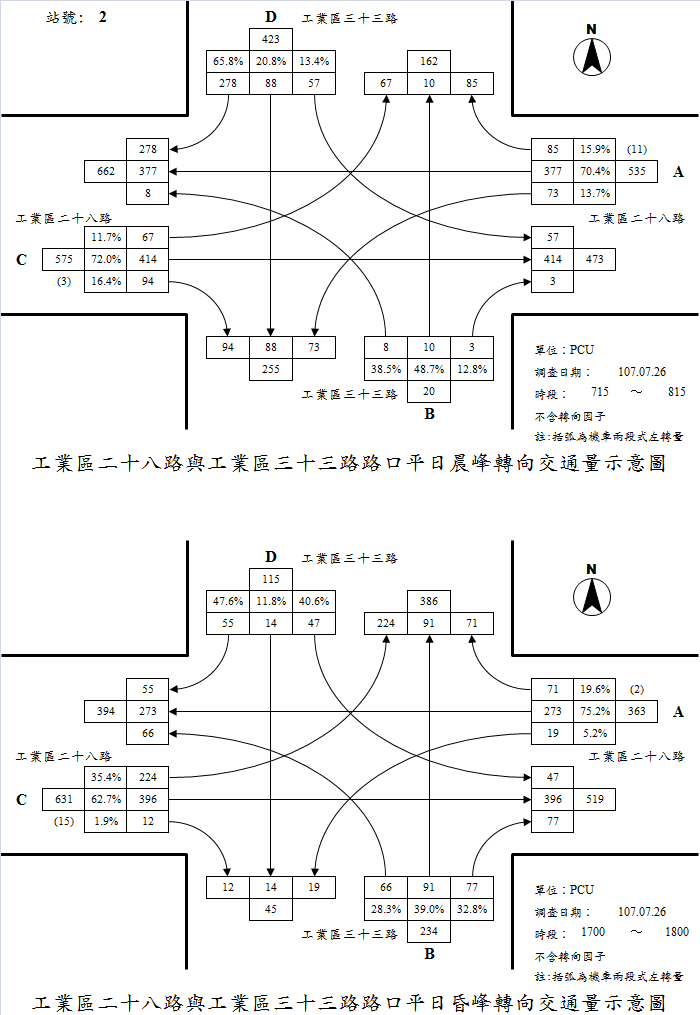 站號： 2
D 工業區三十三路
423
65.8% 20.8% 13.4%
278 88 57
162
67 10 85
N
278
662 377
8
85 15.9% (11)
377 70.4% 535
73 13.7%
A
工業區二十八路
工業區二十八路
C
11.7% 67
575 72.0% 414
(3) 16.4% 94
57
414 473
3
94 88 73
255
8 10 3
38.5% 48.7% 12.8%
20
工業區三十三路
B
單位：PCU
調查日期： 107.07.26
時段： 715 ～ 815
不含轉向因子
註:括弧為機車兩段式左轉量
工業區二十八路與工業區三十三路路口平日晨峰轉向交通量示意圖
D 工業區三十三路
115
47.6% 11.8% 40.6%
55 14 47
386
224 91 71
N
55
394 273
66
71 19.6% (2)
273 75.2% 363
19 5.2%
A
工業區二十八路
工業區二十八路
C
35.4% 224
631 62.7% 396
(15) 1.9% 12
47
396 519
77
12 14 19
45
66 91 77
28.3% 39.0% 32.8%
234
工業區三十三路
B
單位：PCU
調查日期： 107.07.26
時段： 1700 ～ 1800
不含轉向因子
註:括弧為機車兩段式左轉量
工業區二十八路與工業區三十三路路口平日昏峰轉向交通量示意圖